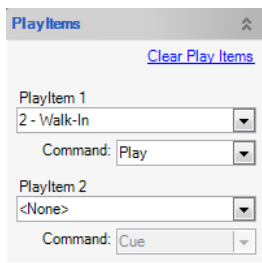 PlayItems
Clear Play Items
PlayItem 1
2 - Walk-In
Command: Play
PlayItem 2
<None>
Command: Cue